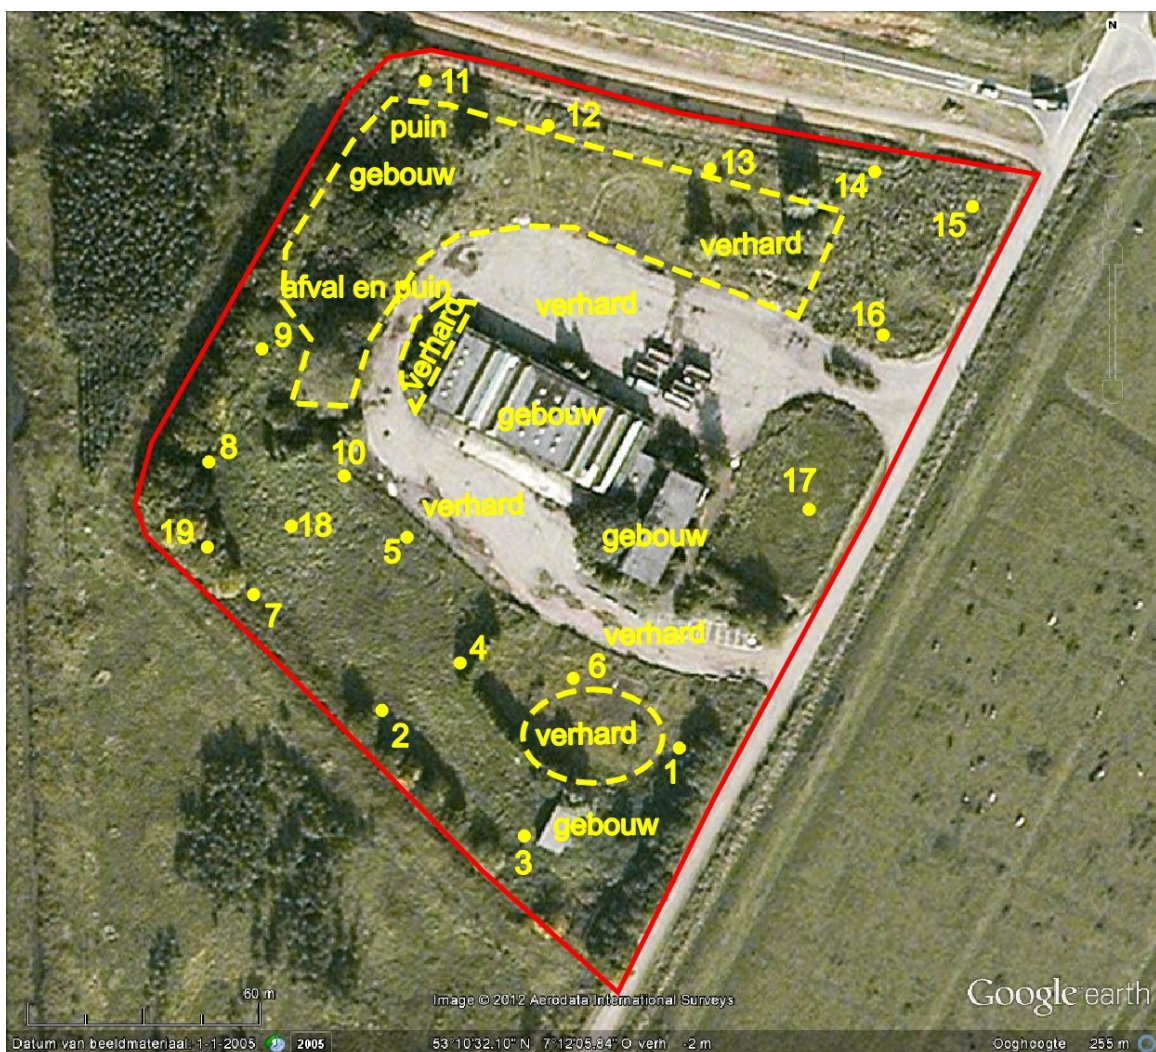 N
11
puin
12
gebouw
13
14
15
verhard
afval en puin
verhard
verhard
16
9
gebouw
8
10
17
verhard
18
19
5
gebouw
7
verhard
4
6
2
verhard
1
gebouw
3
60 m
Image © 2012 Aerodata International Surveys
Google earth
Datum van beeldmateriaal: 1-1-2005 2005 53°10'32.10" N 7°12'05.84" O verh -2 m Ooghoogte 255 m